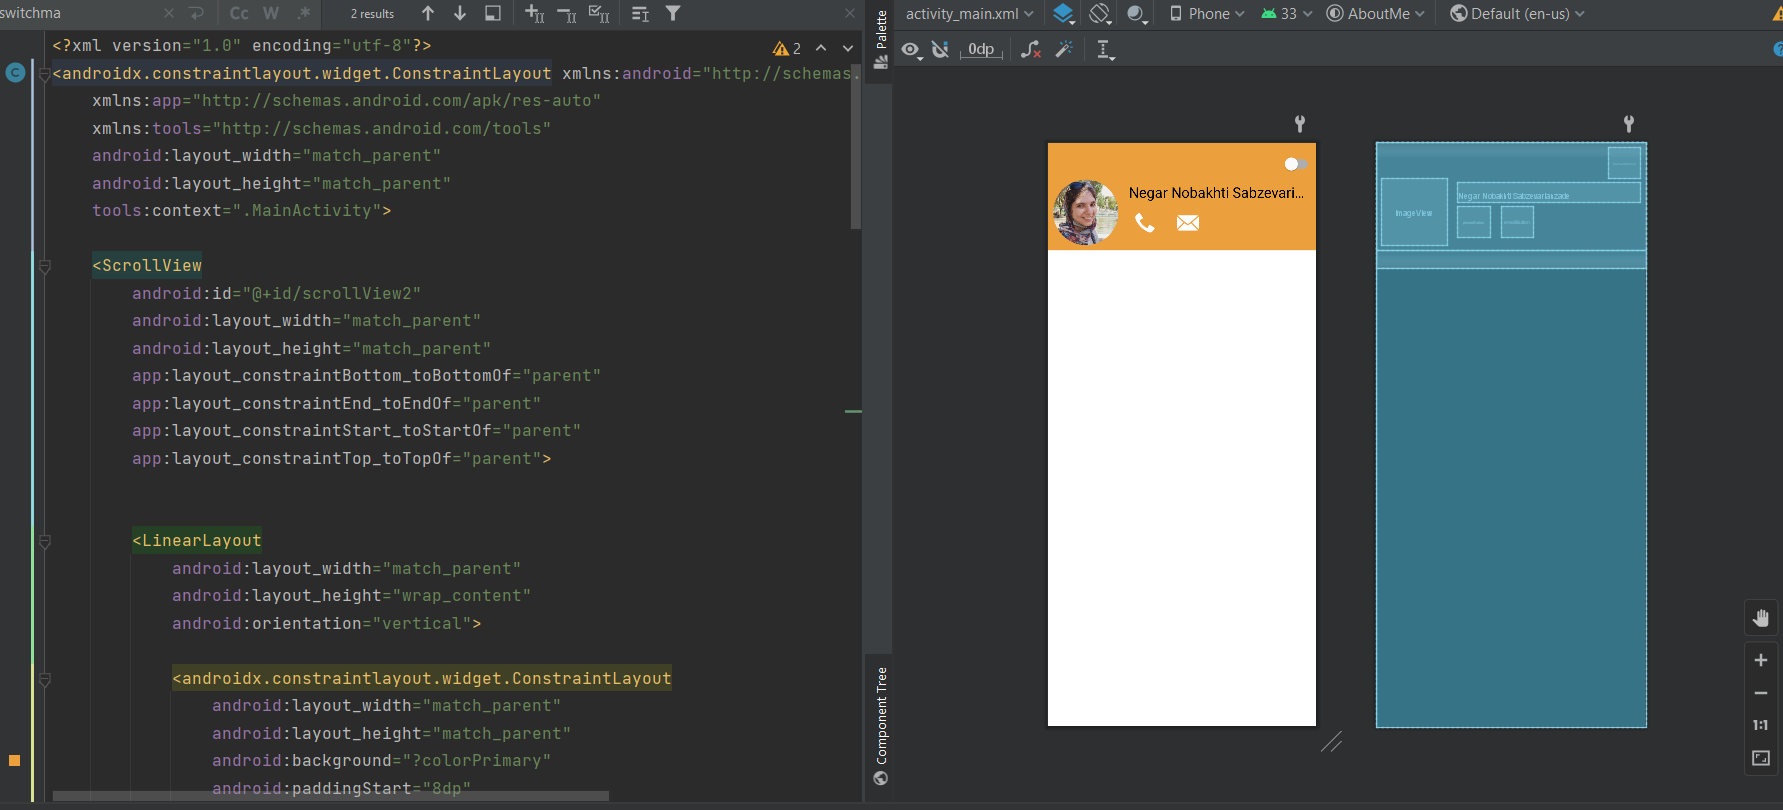 switchma
Cc W .* 2 results
<?xml version="1.0" encoding="utf-8"?>
2
<androidx.constraintlayout.widget.ConstraintLayout xmlns:android="http://schemas.
xmlns:app="http://schemas.android.com/apk/res-auto"
xmlns:tools="http://schemas.android.com/tools"
android:layout_width="match_parent"
android:layout_height="match_parent"
tools:context=".MainActivity">
<ScrollView
android:id="@+id/scrollView2"
android:layout_width="match_parent"
android:layout_height="match_parent"
app:layout_constraintBottom_toBottomOf="parent"
app:layout_constraintEnd_toEndOf="parent"
app:layout_constraintStart_toStartOf="parent"
app:layout_constraintTop_toTopOf="parent">
<LinearLayout
android:layout_width="match_parent"
android:layout_height="wrap_content"
android:orientation="vertical">
<androidx.constraintlayout.widget.ConstraintLayout
android:layout_width="match_parent"
android:layout_height="match_parent"
android:background="?colorPrimary"
android:paddingStart="8dp"
Palette
Component Tree
activity_main.xml
Phone
33
AboutMe
Default (en-us)
0dp
Negar Nobakhti Sabzevari...
ImageView
Negar Nobakhti Sabzevarianzade
1:1